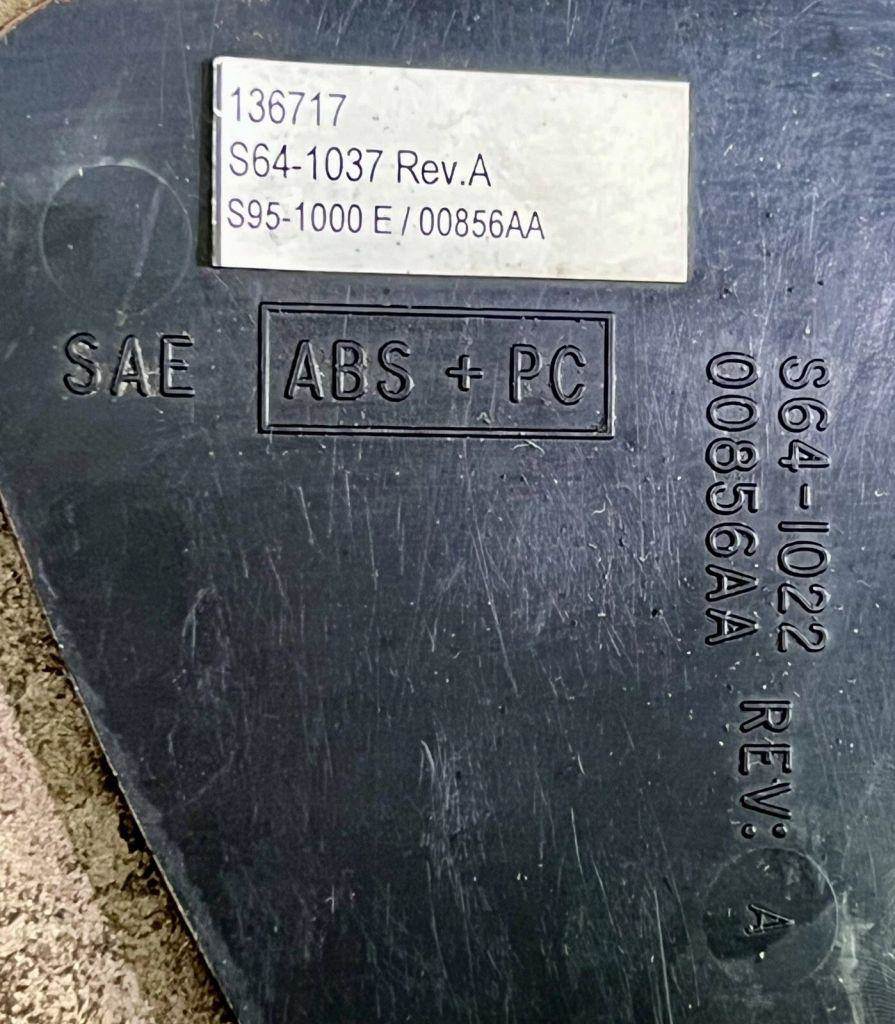 136717
S64-1037 Rev.A
S95-1000 E / 00856AA
SAE ABS + PC
S64-1022
00856AA REV: A